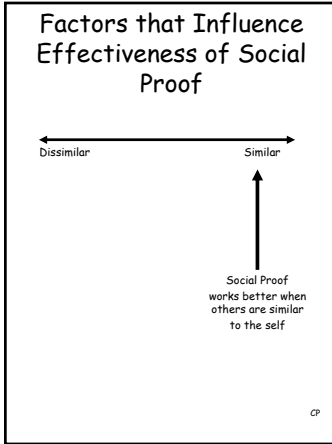 Factors that Influence
Effectiveness of Social
Proof
Dissimilar Similar
Social Proof
works better when
others are similar
to the self
CP